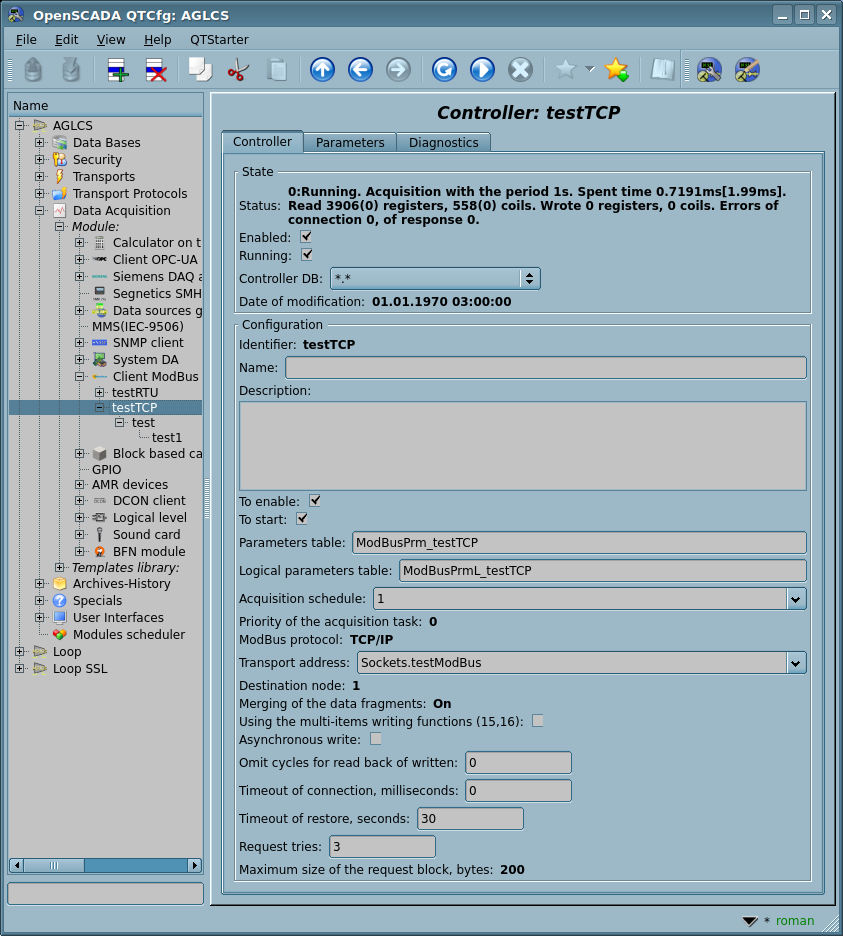 OpenSCADA QTCfg: AGLCS
File Edit View Help QTStarter
Name
AGLCS
Data Bases
Security
Transports
Transport Protocols
Data Acquisition
Module:
Calculator on t
Client OPC-UA
Siemens DAQ a
Segnetics SMH
Data sources g
MMS(IEC-9506)
SNMP client
System DA
Client ModBus
testRTU
testTCP
test
test1
Block based ca
GPIO
AMR devices
DCON client
Logical level
Sound card
BFN module
Templates library:
Archives-History
Specials
User Interfaces
Modules scheduler
Loop
Loop SSL
Controller: testTCP
Controller Parameters Diagnostics
State
Status: 0:Running. Acquisition with the period 1s. Spent time 0.7191ms[1.99ms].
Read 3906(0) registers, 558(0) coils. Wrote 0 registers, 0 coils. Errors of
connection 0, of response 0.
Enabled:
Running:
Controller DB: *.*
Date of modification: 01.01.1970 03:00:00
Configuration
Identifier: testTCP
Name:
Description:
To enable:
To start:
Parameters table: ModBusPrm_testTCP
Logical parameters table: ModBusPrmL_testTCP
Acquisition schedule: 1
Priority of the acquisition task: 0
ModBus protocol: TCP/IP
Transport address: Sockets.testModBus
Destination node: 1
Merging of the data fragments: On
Using the multi-items writing functions (15,16):
Asynchronous write:
Omit cycles for read back of written: 0
Timeout of connection, milliseconds: 0
Timeout of restore, seconds: 30
Request tries: 3
Maximum size of the request block, bytes: 200
* roman